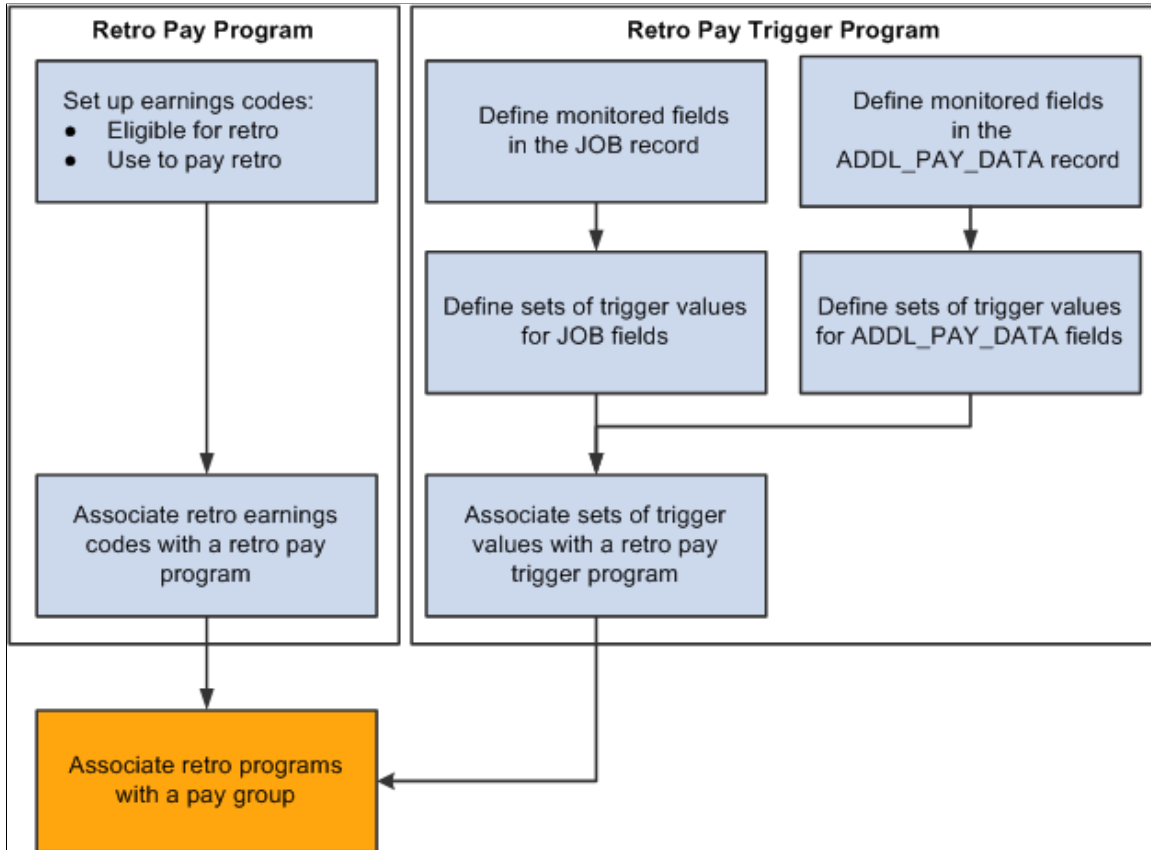 Retro Pay Program
Set up earnings codes:
● Eligible for retro
● Use to pay retro
Associate retro earnings
codes with a retro pay
program
Retro Pay Trigger Program
Define monitored fields
in the JOB record
Define monitored fields
in the
ADDL_PAY_DATA record
Define sets of trigger values
for JOB fields
Define sets of trigger values
for ADDL_PAY_DATA fields
Associate sets of trigger
values with a retro pay
trigger program
Associate retro programs
with a pay group